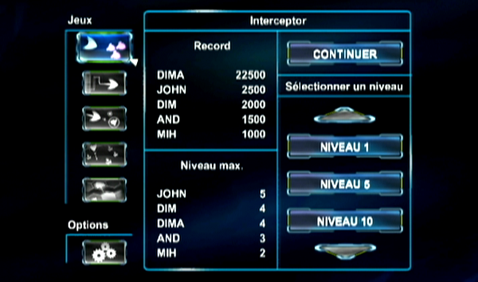 Jeux
Interceptor
Record
DIMA 22500
JOHN 2500
DIM 2000
AND 1500
MIH 1000
Niveau max.
JOHN 5
DIM 4
DIMA 4
AND 3
MIH 2
CONTINUER
Sélectionner un niveau
NIVEAU 1
NIVEAU 5
NIVEAU 10
Options